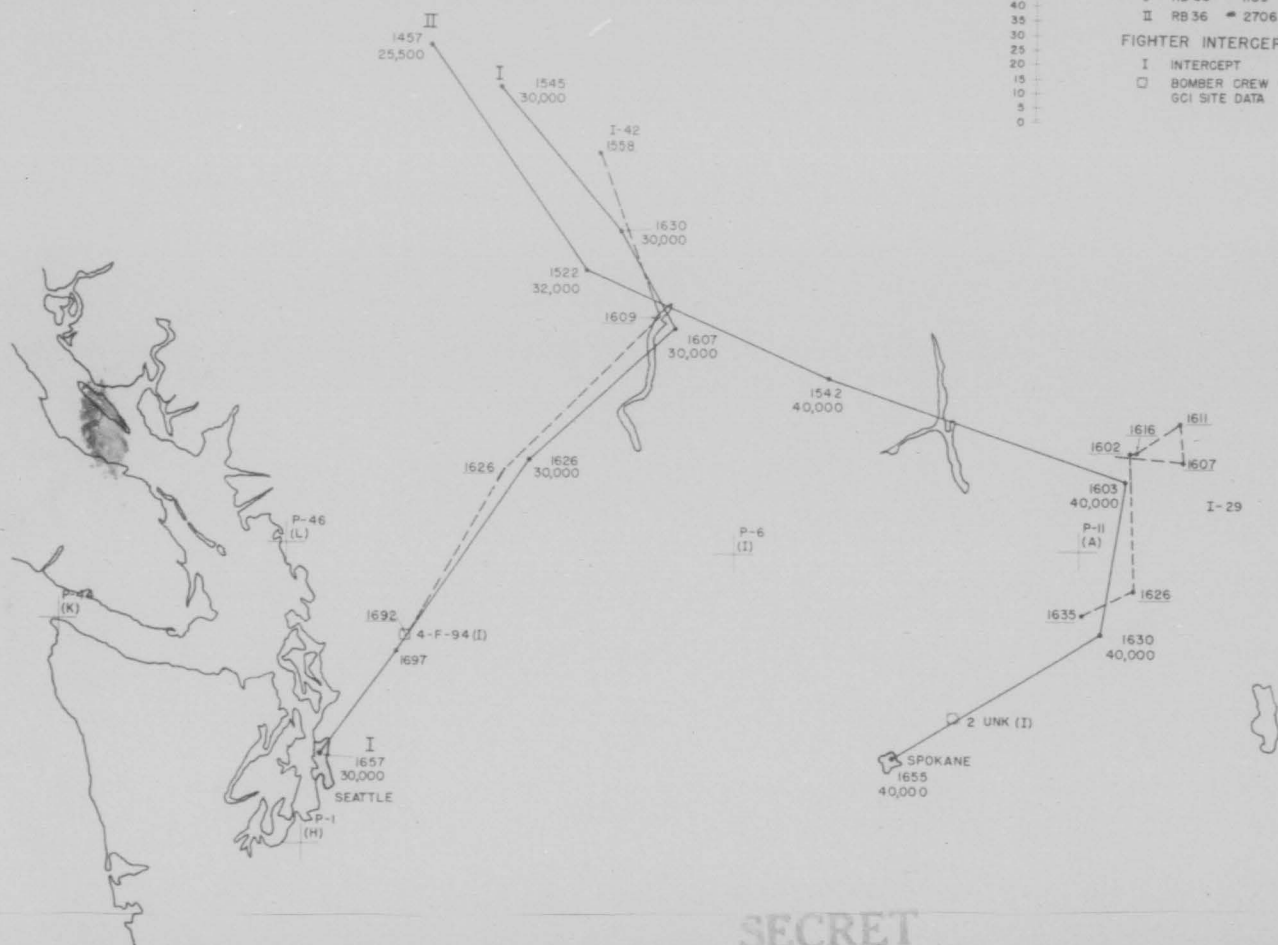 40
35
30
25
20
15
10
5
0
II RB 36 # 2706
FIGHTER INTERCEP
I INTERCEPT
BOMBER CREW
GCI SITE DATA
II
1457
25,500
I
1545
30,000
I-42
1558
1630
30,000
1522
32,000
1609
1607
30,000
1542
40,000
1611
1602
1616
1607
1626
1626
30,000
1603
40,000
I-29
P-46
(L)
P-6
(I)
P-11
(A)
(K)
1692
4-F-94 (I)
1697
1635
1626
1630
40,000
2 UNK (I)
I
1657
30,000
SEATTLE
SPOKANE
1655
40,000
P-1
(H)
SECRET